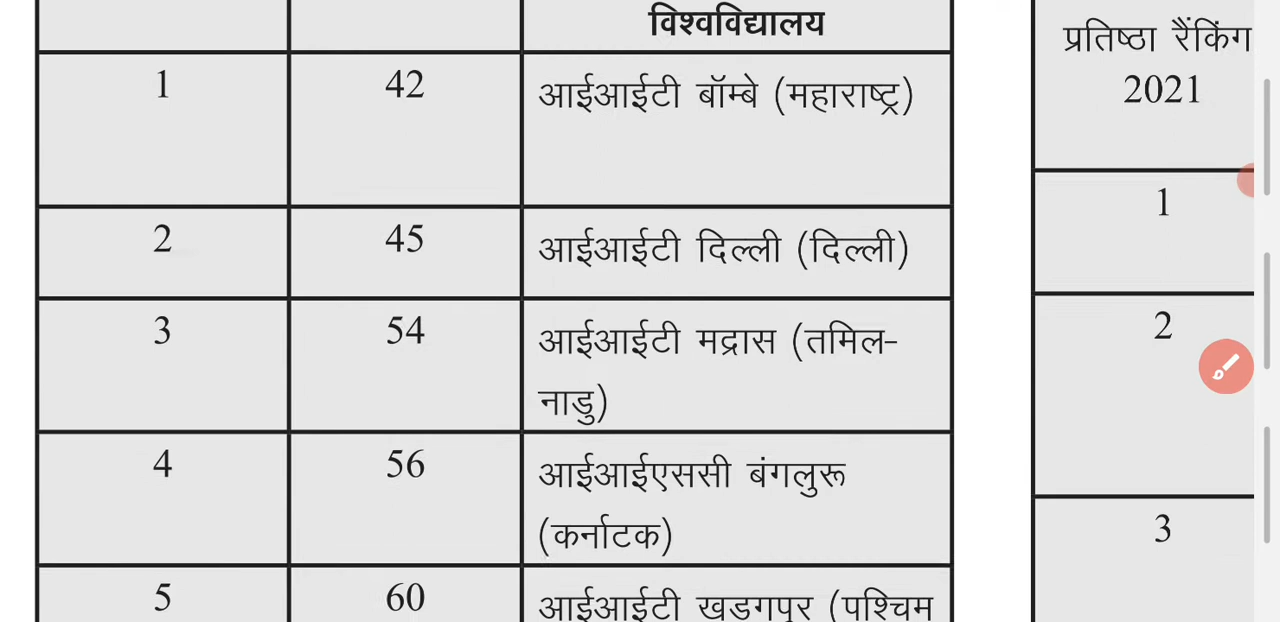 विश्वविद्यालय
1 42 आईआईटी बॉम्बे (महाराष्ट्र)
2 45 आईआईटी दिल्ली (दिल्ली)
3 54 आईआईटी मद्रास (तमिल-
नाडु)
4 56 आईआईएससी बंगलुरू
(कर्नाटक)
5 60 आईआईटी खडगपुर (पश्चिम
प्रतिष्ठा रैंकिंग
2021
1
2
3